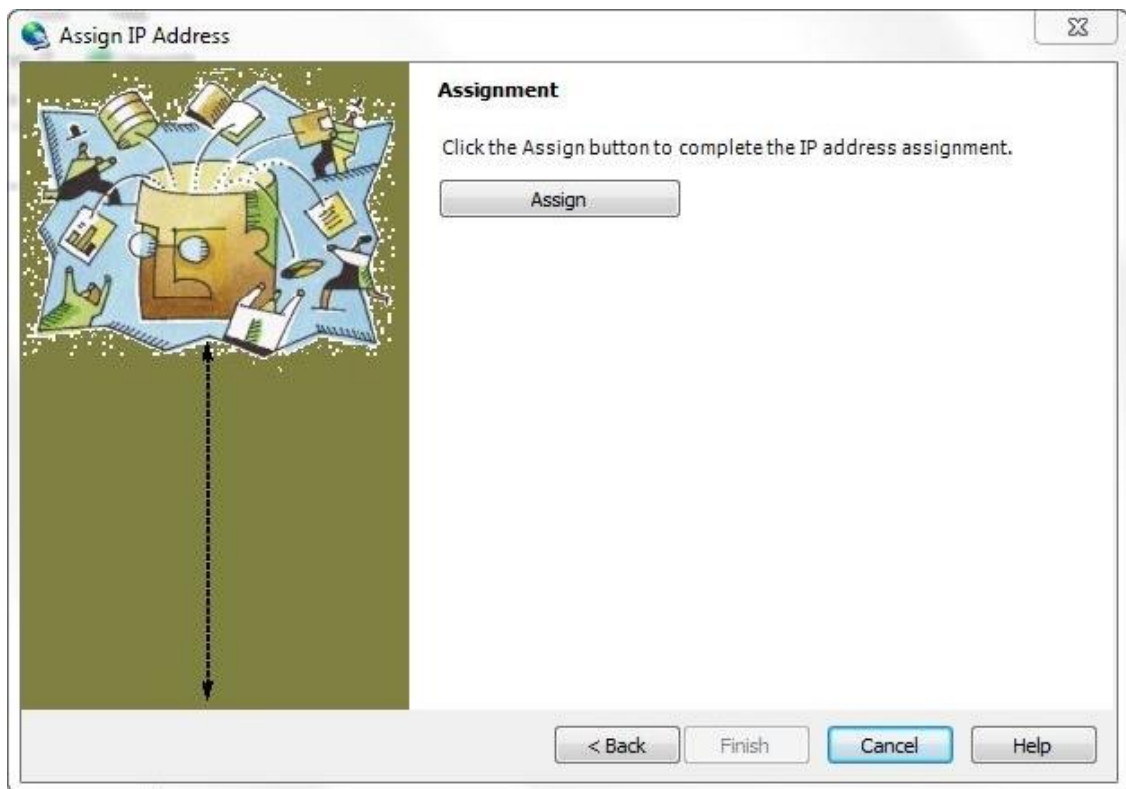 Assign IP Address
Assignment
Click the Assign button to complete the IP address assignment.
Assign
< Back
Finish
Cancel
Help